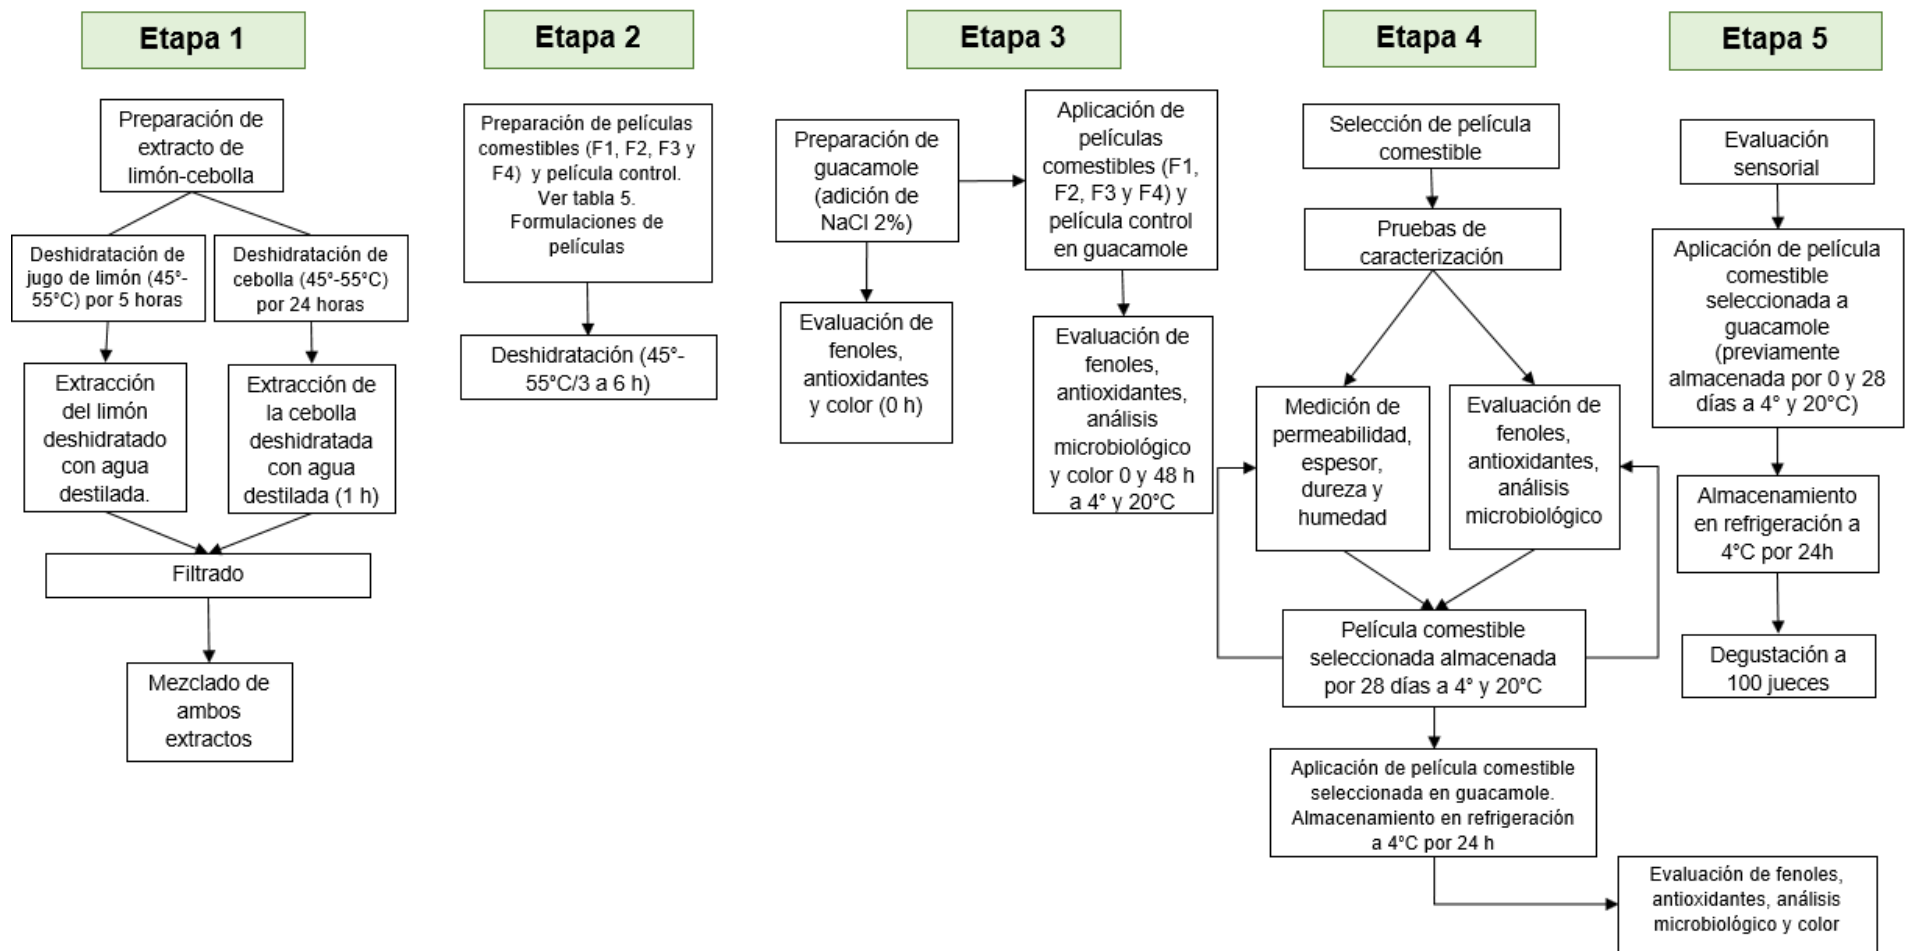 Etapa 1
Preparación de
extracto de
limón-cebolla
Deshidratación de
jugo de limón (45°-
55°C) por 5 horas
Deshidratación de
cebolla (45°-55°C)
por 24 horas
Extracción
del limón
deshidratado
con agua
destilada.
Extracción de
la cebolla
deshidratada
con agua
destilada (1 h)
Filtrado
Mezclado de
ambos
extractos
Etapa 2
Preparación de películas
comestibles (F1, F2, F3 y
F4) y película control.
Ver tabla 5.
Formulaciones de
películas
Deshidratación (45°-
55°C/3 a 6 h)
Etapa 3
Preparación de
guacamole
(adición de
NaCl 2%)
Evaluación de
fenoles,
antioxidantes
y color (0 h)
Aplicación de
películas
comestibles (F1,
F2, F3 y F4) y
película control
en guacamole
Evaluación de
fenoles,
antioxidantes,
análisis
microbiológico
y color 0 y 48 h
a 4° y 20°C
Etapa 4
Selección de película
comestible
Pruebas de
caracterización
Medición de
permeabilidad,
espesor,
dureza y
humedad
Evaluación de
fenoles,
antioxidantes,
análisis
microbiológico
Película comestible
seleccionada almacenada
por 28 días a 4° y 20°C
Aplicación de película comestible
seleccionada en guacamole.
Almacenamiento en refrigeración
a 4°C por 24 h
Evaluación de fenoles,
antioxidantes, análisis
microbiológico y color
Etapa 5
Evaluación
sensorial
Aplicación de película
comestible
seleccionada a
guacamole
(previamente
almacenada por 0 y 28
días a 4° y 20°C)
Almacenamiento
en refrigeración a
4°C por 24h
Degustación a
100 jueces